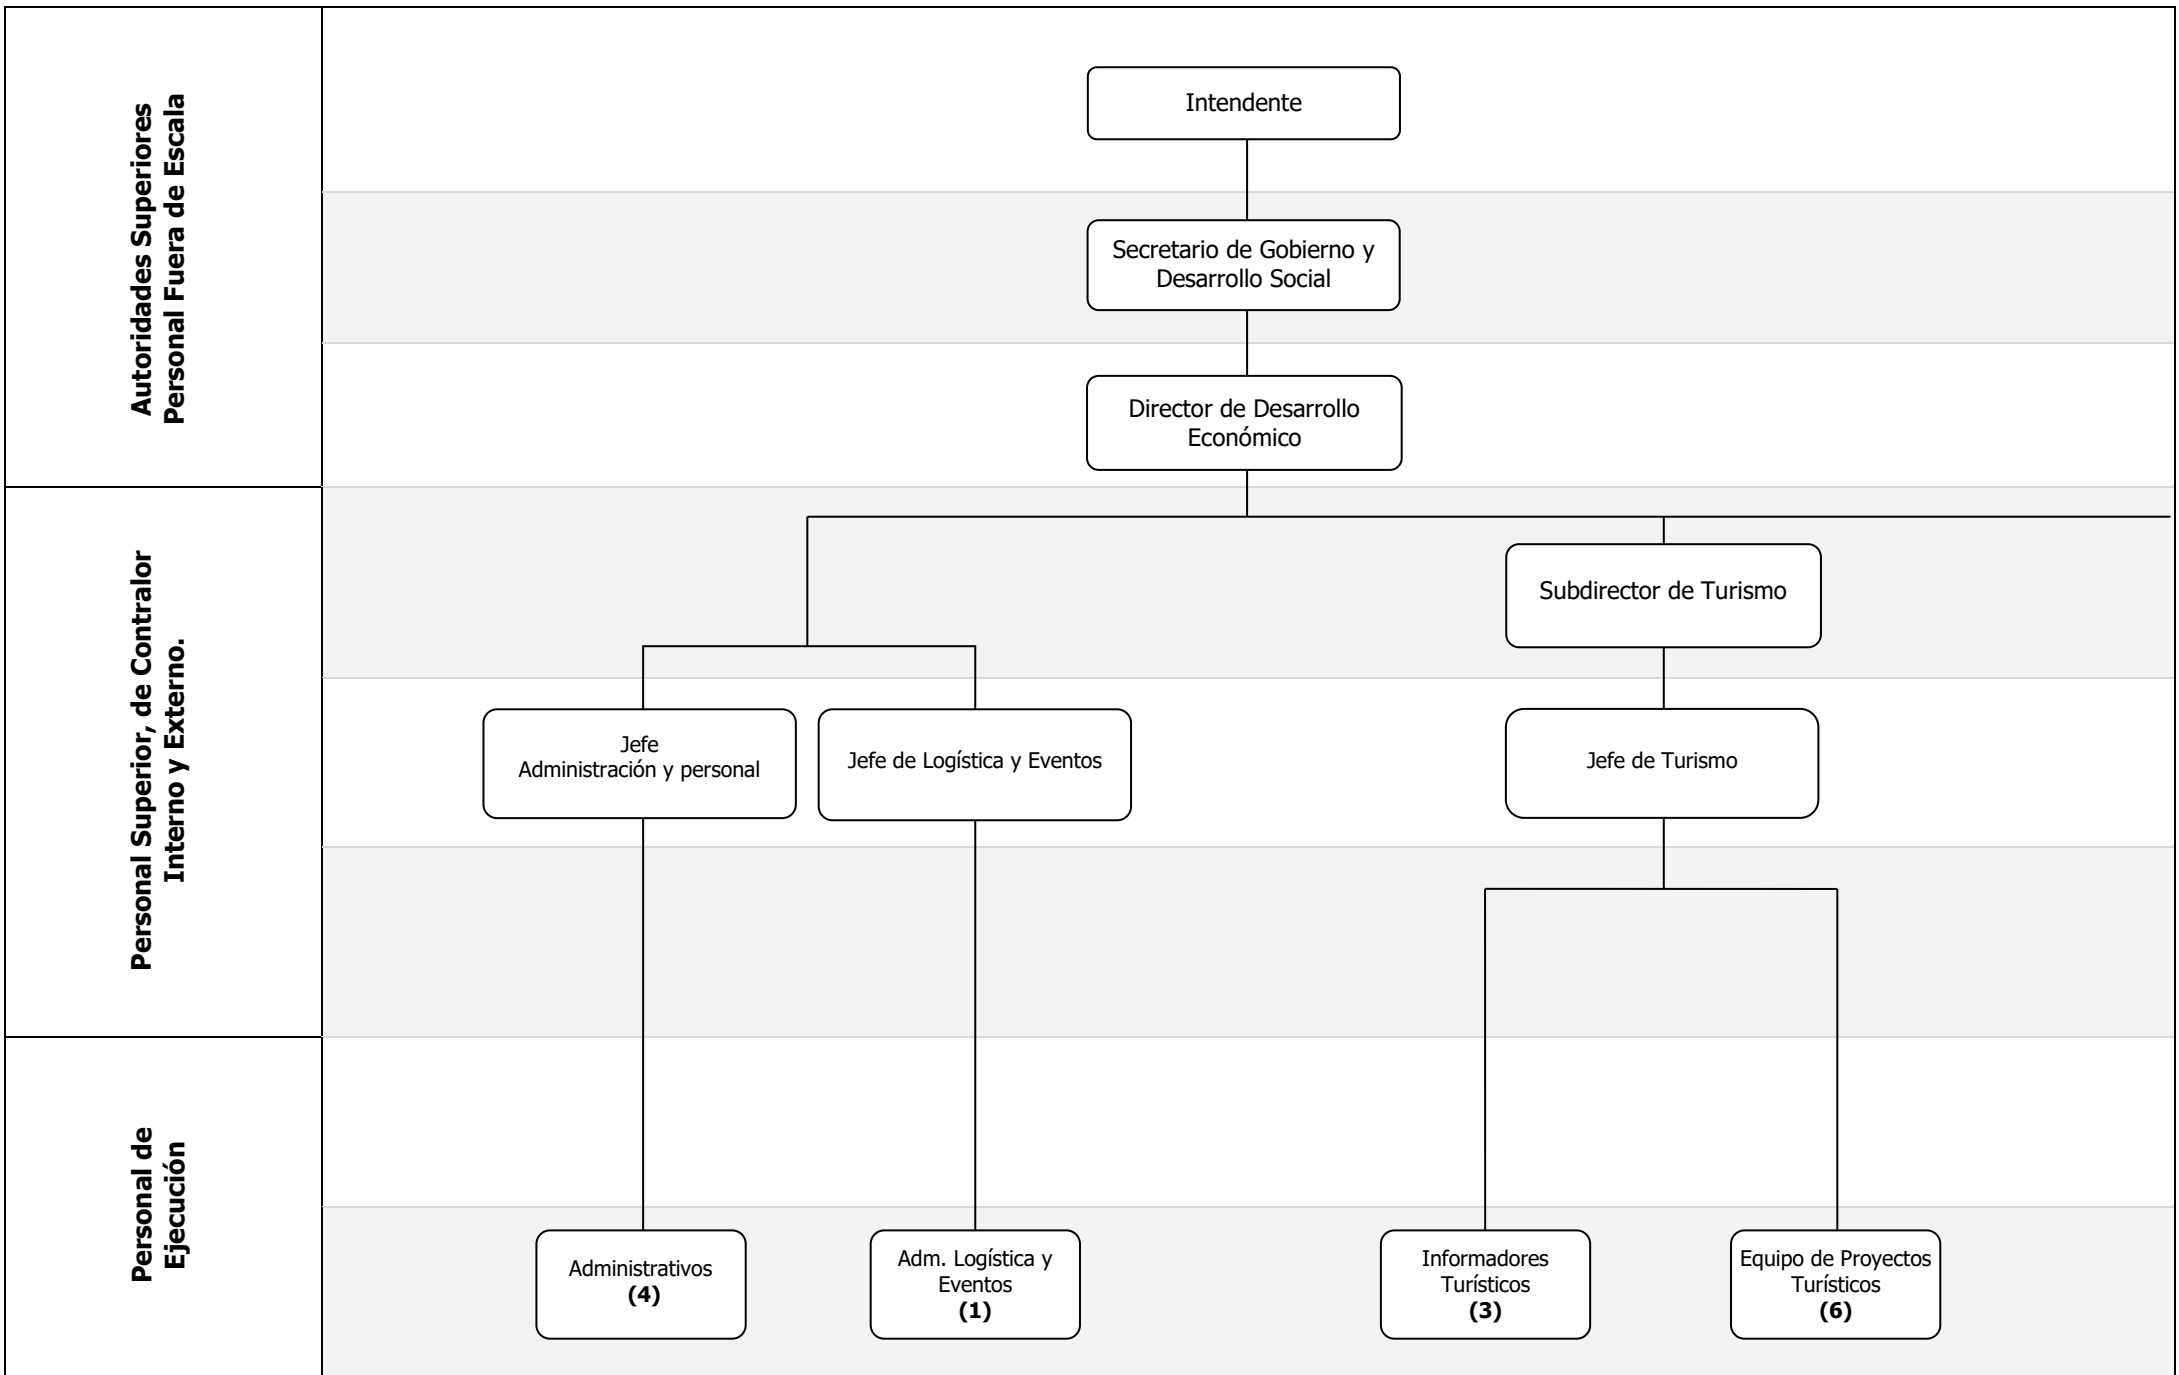 Autoridades Superiores
Personal Fuera de Escala
Intendente
Secretario de Gobierno y
Desarrollo Social
Director de Desarrollo
Económico
Personal Superior, de Contralor
Interno y Externo.
Subdirector de Turismo
Jefe
Administración y personal
Jefe de Logística y Eventos
Jefe de Turismo
Personal de
Ejecución
Administrativos
(4)
Adm. Logística y
Eventos
(1)
Informadores
Turísticos
(3)
Equipo de Proyectos
Turísticos
(6)